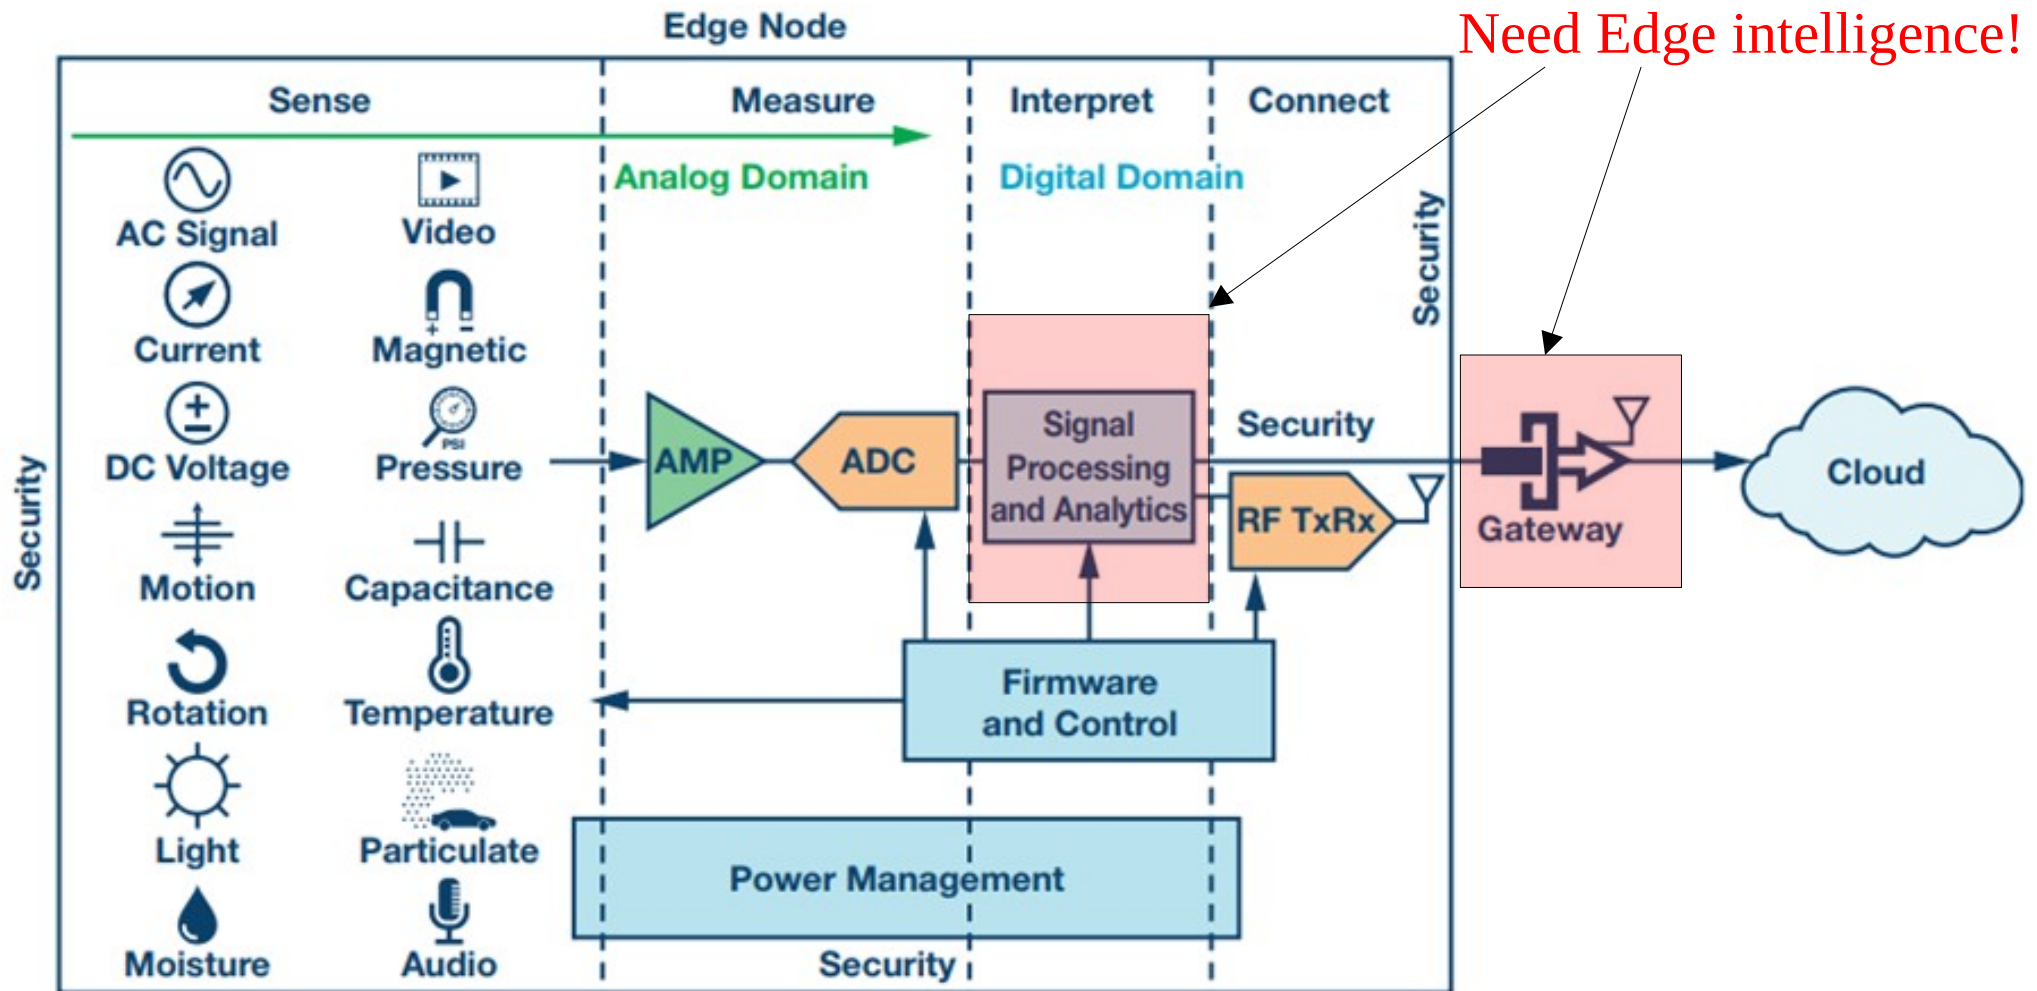 Edge Node
Need Edge intelligence!
Sense
Measure
Interpret
Connect
Analog Domain
Digital Domain
AC Signal
Video
Current
Magnetic
+ −
DC Voltage
Pressure
PSI
Motion
Capacitance
Rotation
Temperature
Light
Particulate
Moisture
Audio
AMP
ADC
Signal
Processing
and Analytics
Security
RF TxRx
Security
Gateway
Cloud
Firmware
and Control
Power Management
Security
Security